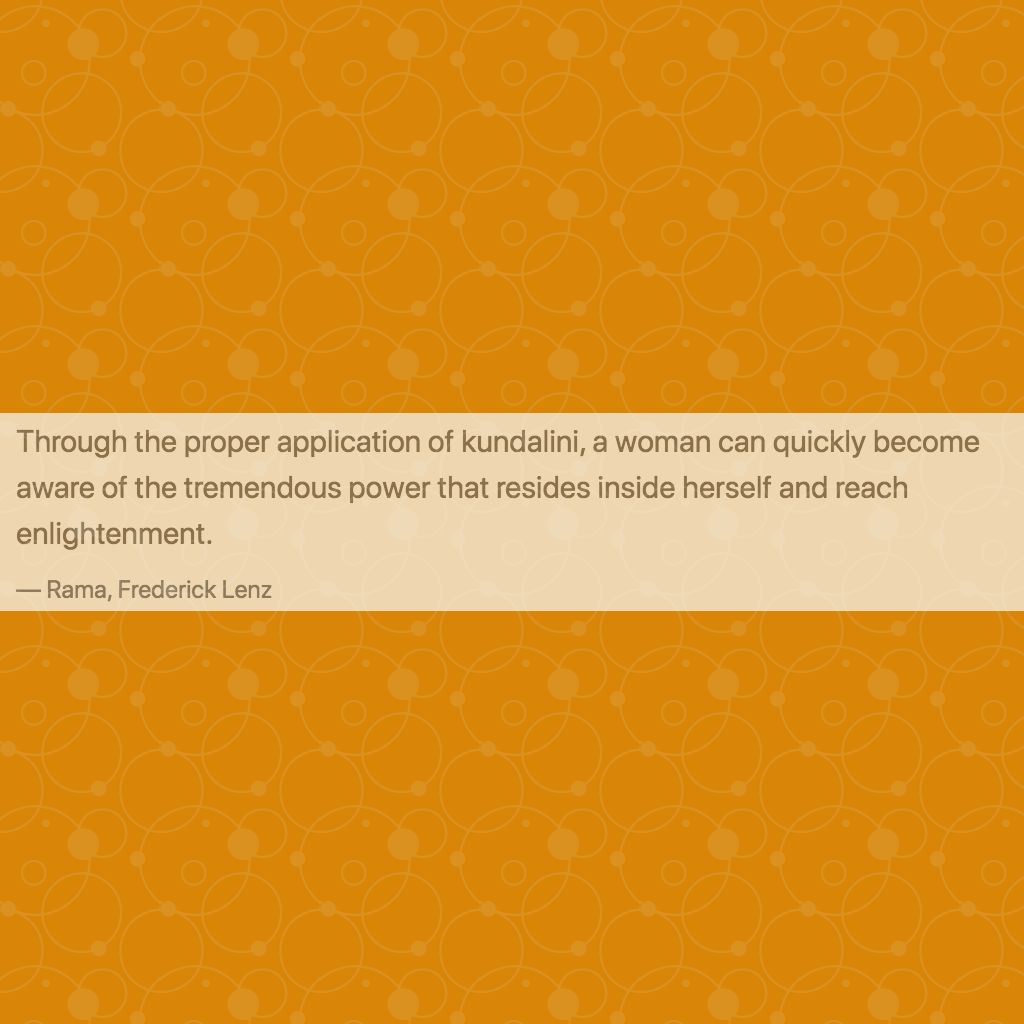 Through the proper application of kundalini, a woman can quickly become
aware of the tremendous power that resides inside herself and reach
enlightenment.
— Rama, Frederick Lenz